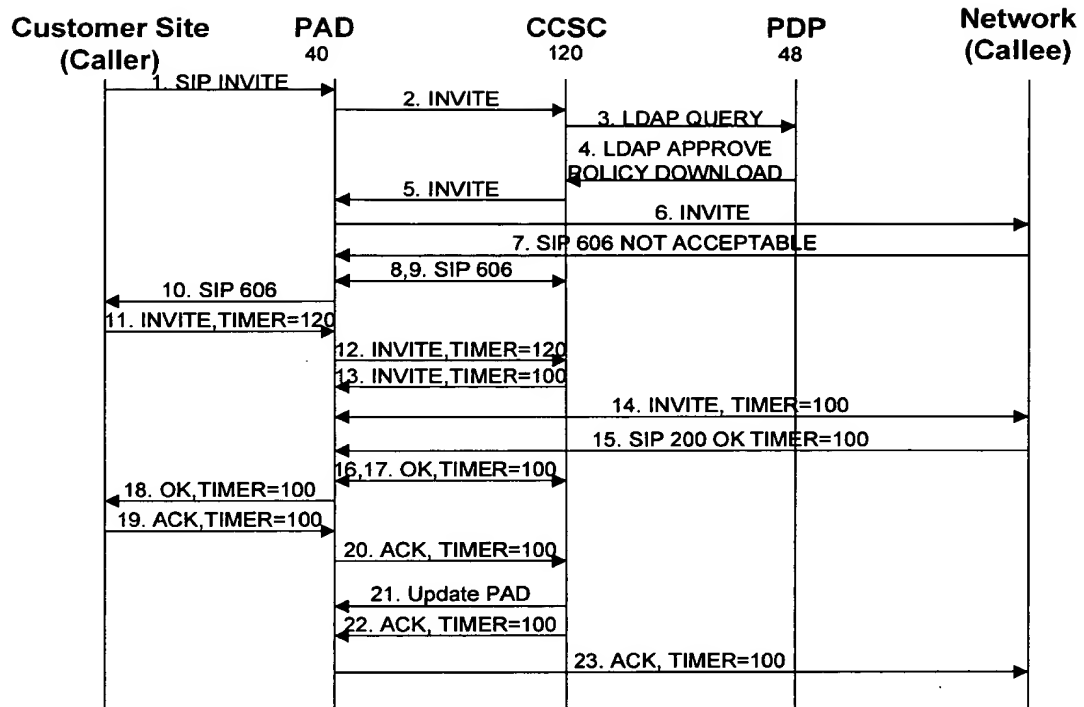 Customer Site
(Caller)
PAD
40
CCSC
120
PDP
48
Network
(Callee)
1. SIP INVITE
2. INVITE
3. LDAP QUERY
4. LDAP APPROVE
POLICY DOWNLOAD
5. INVITE
6. INVITE
7. SIP 606 NOT ACCEPTABLE
8,9. SIP 606
10. SIP 606
11. INVITE,TIMER=120
12. INVITE,TIMER=120
13. INVITE,TIMER=100
14. INVITE, TIMER=100
15. SIP 200 OK TIMER=100
16,17. OK,TIMER=100
18. OK,TIMER=100
19. ACK,TIMER=100
20. ACK, TIMER=100
21. Update PAD
22. ACK, TIMER=100
23. ACK, TIMER=100